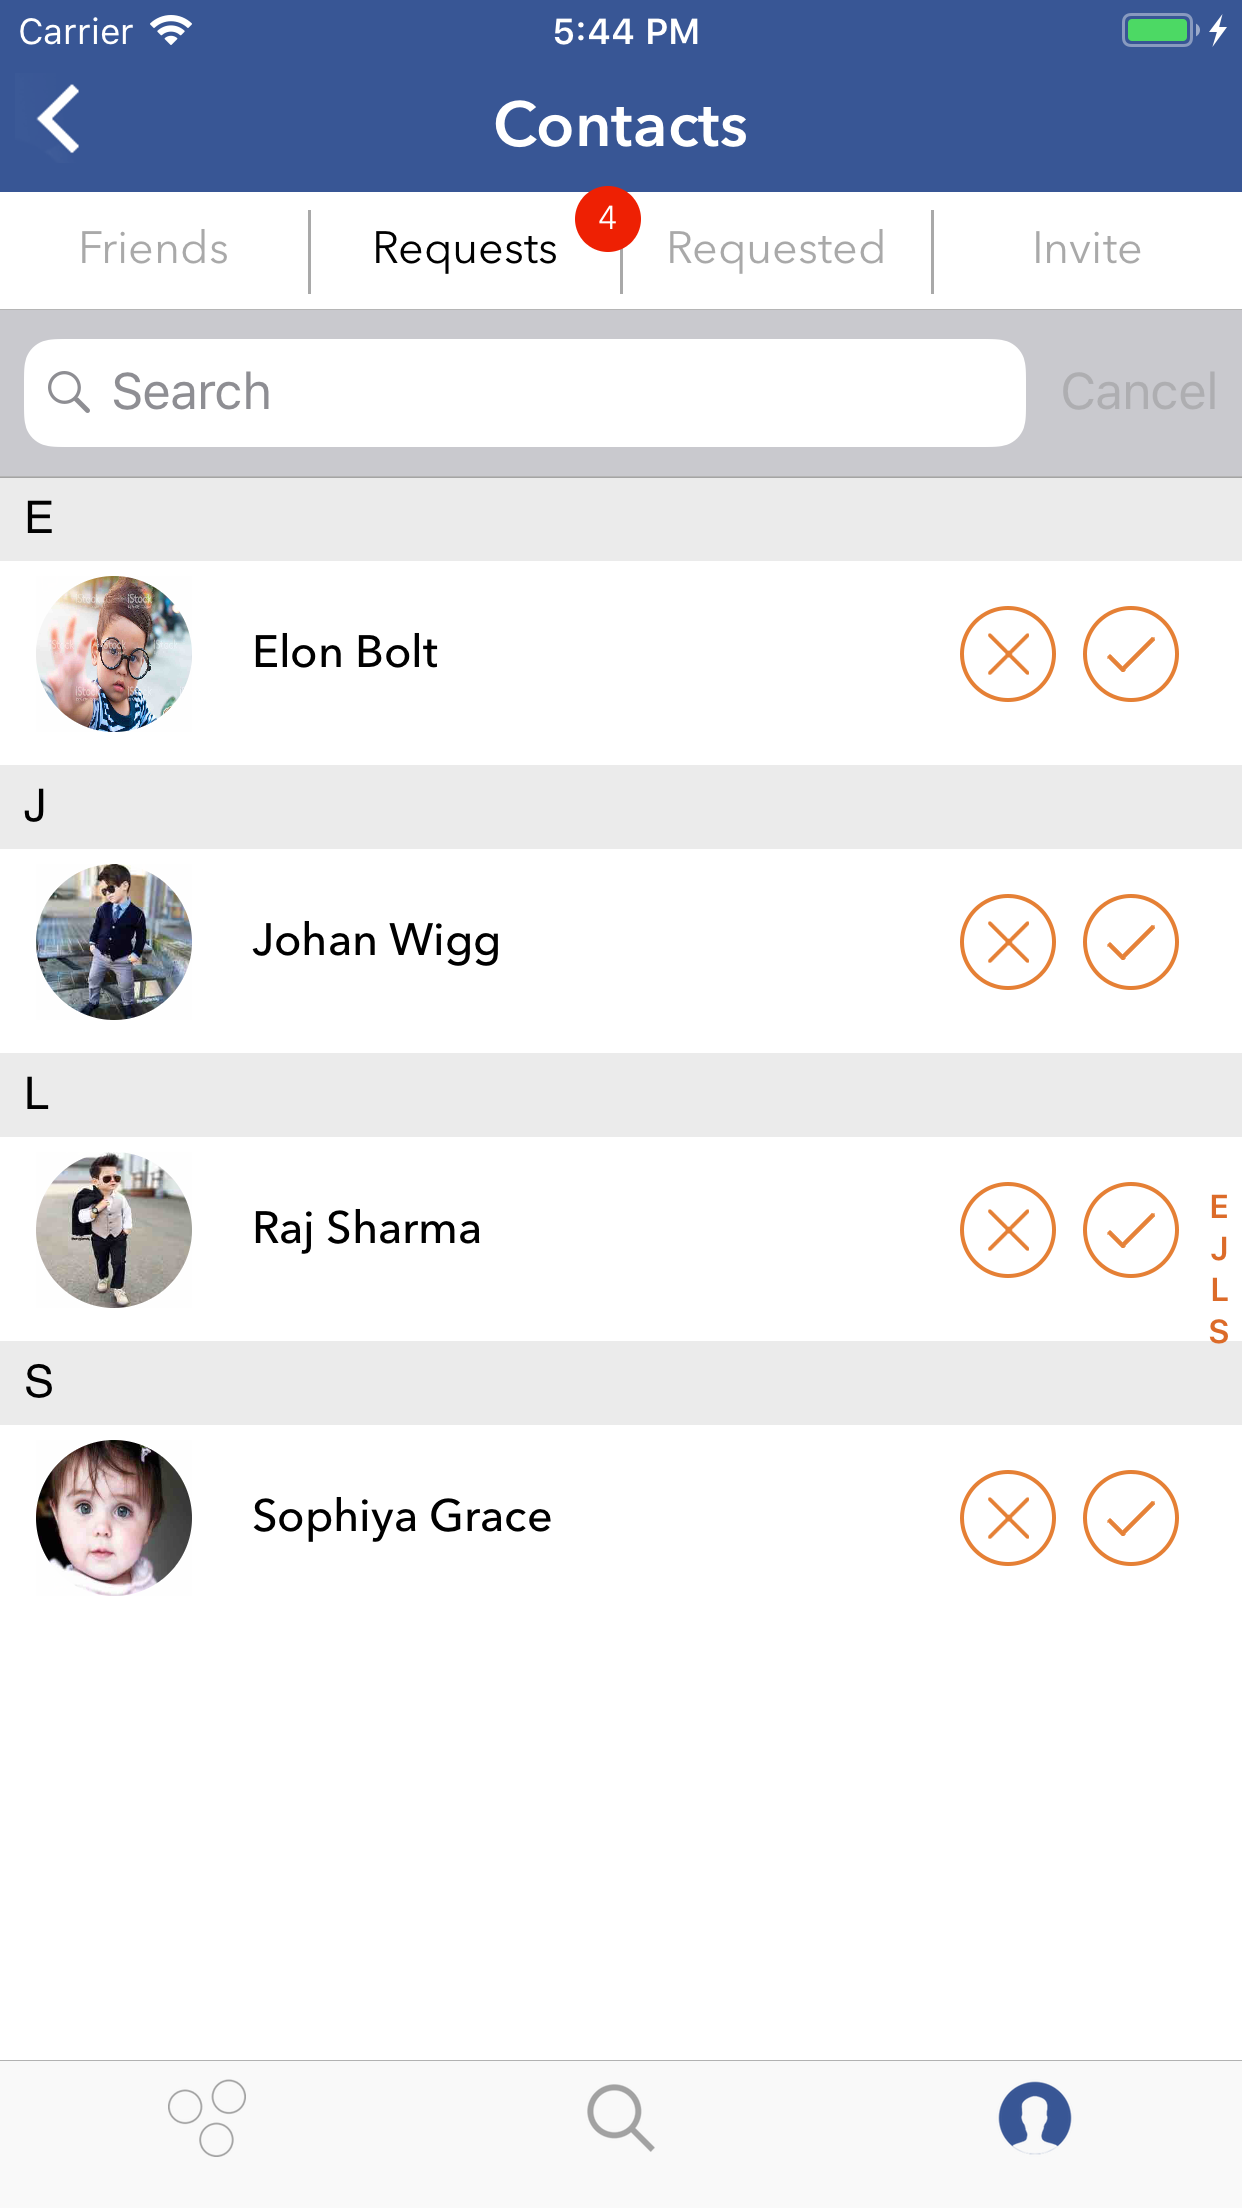 Carrier 5:44 PM
Contacts
4
Friends Requests Requested Invite
Search Cancel
E
iStock
Elon Bolt
J
Johan Wigg
L
Raj Sharma
E
J
L
S
S
Sophiya Grace